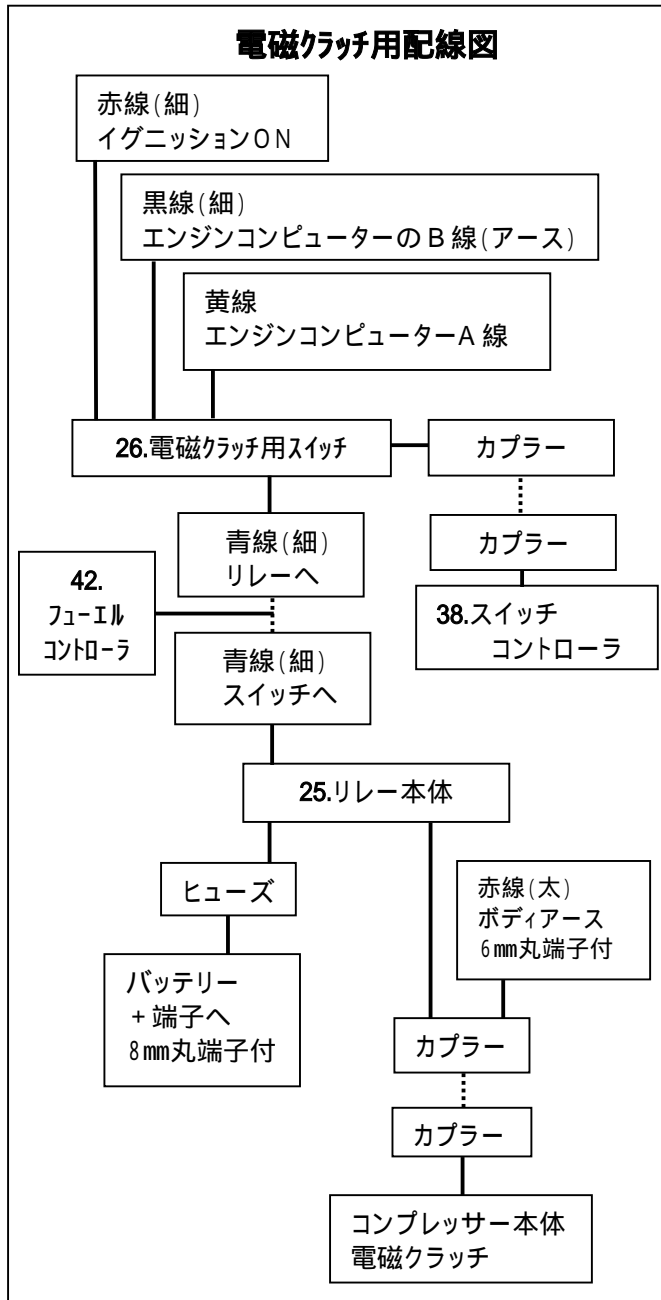 電磁ｸﾗｯﾁ用配線図
赤線(細)
イグニッションON
黒線(細)
エンジンコンピューターのB線(アース)
黄線
エンジンコンピューターA線
26.電磁ｸﾗｯﾁ用ｽｲｯﾁ
カプラー
青線(細)
リレーへ
カプラー
42.
ﾌｭｰｴﾙ
ｺﾝﾄﾛｰﾗ
38.スイッチ
コントローラ
青線(細)
スイッチへ
25.リレー本体
ヒューズ
赤線(太)
ボディアース
6㎜丸端子付
バッテリー
+端子へ
8㎜丸端子付
カプラー
カプラー
コンプレッサー本体
電磁クラッチ